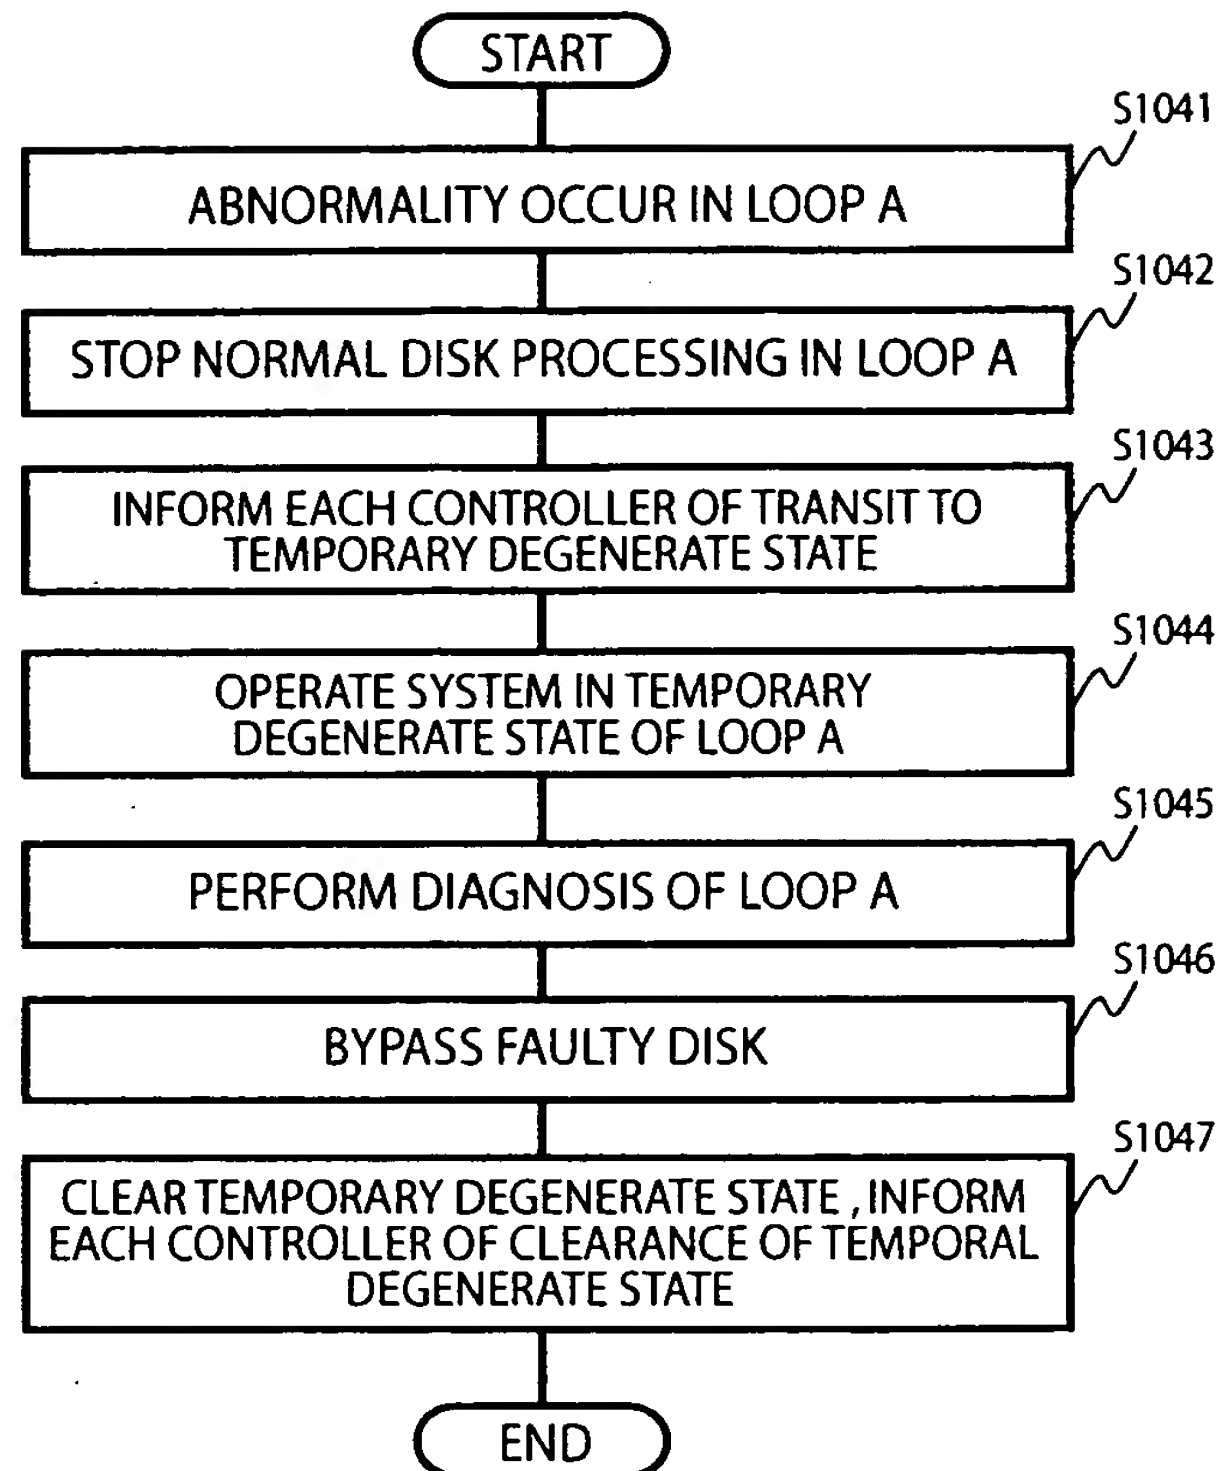 START
S1041
ABNORMALITY OCCUR IN LOOP A
S1042
STOP NORMAL DISK PROCESSING IN LOOP A
S1043
INFORM EACH CONTROLLER OF TRANSIT TO
TEMPORARY DEGENERATE STATE
S1044
OPERATE SYSTEM IN TEMPORARY
DEGENERATE STATE OF LOOP A
S1045
PERFORM DIAGNOSIS OF LOOP A
S1046
BYPASS FAULTY DISK
S1047
CLEAR TEMPORARY DEGENERATE STATE , INFORM
EACH CONTROLLER OF CLEARANCE OF TEMPORAL
DEGENERATE STATE
END